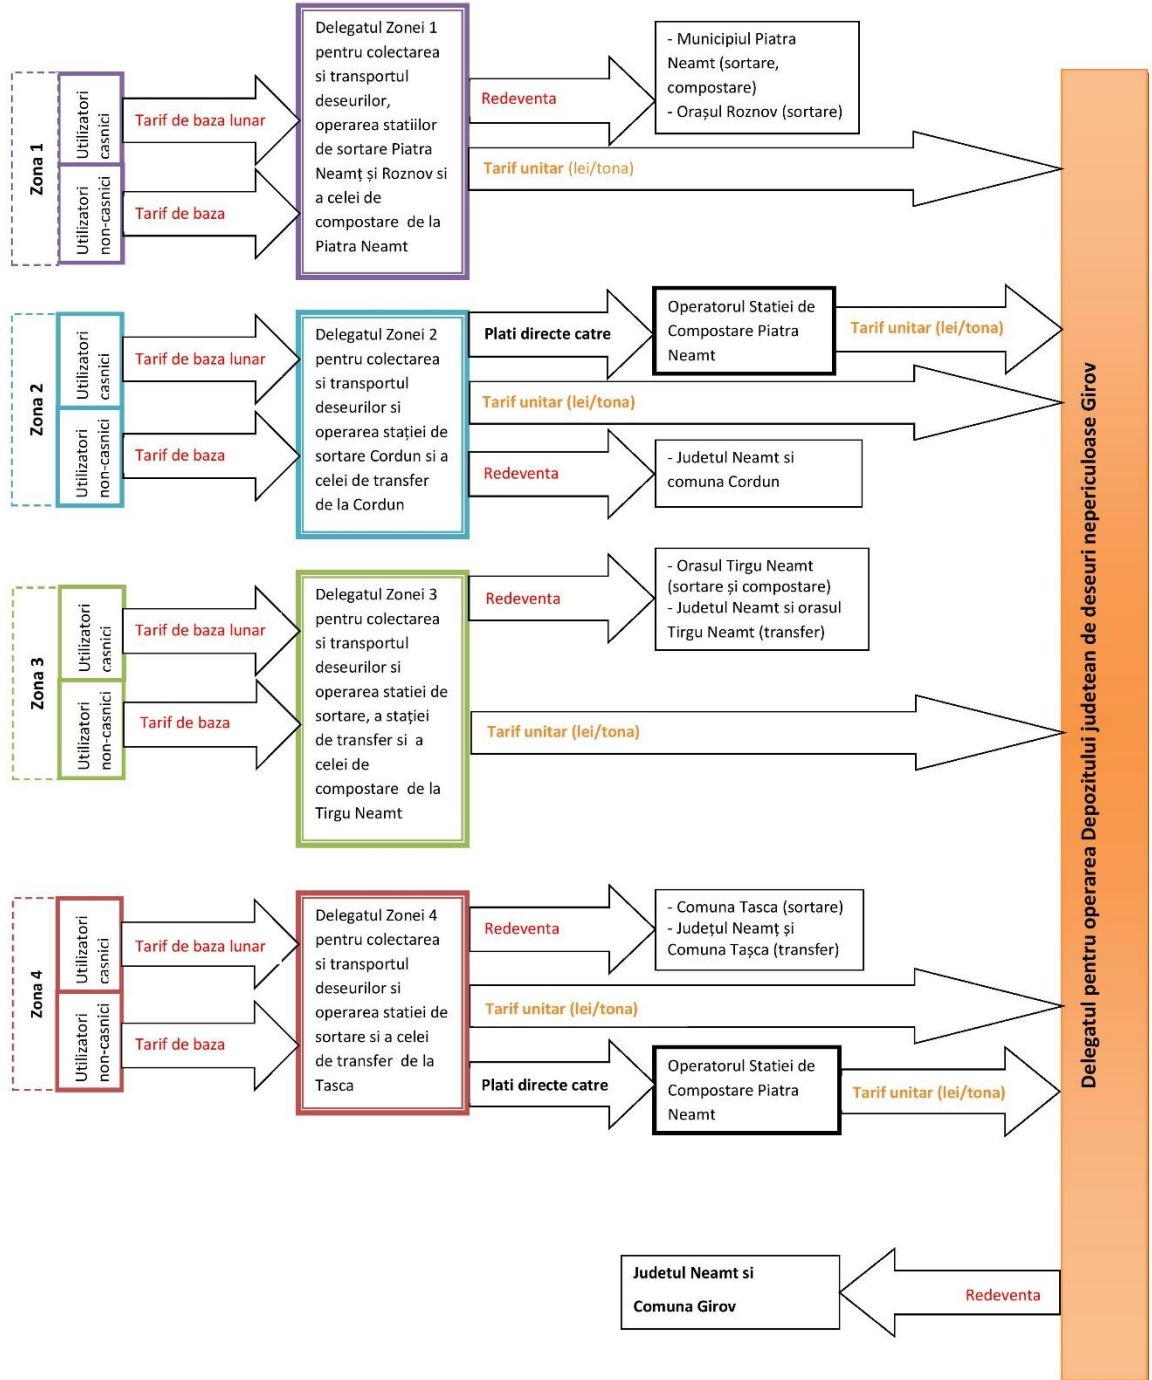 Zona 1
Utilizatori
casnici
Utilizatori
non-casnici
Tarif de baza lunar
Tarif de baza
Delegatul Zonei 1
pentru colectarea
si transportul
deseurilor,
operarea statiilor
de sortare Piatra
Neamț și Roznov si
a celei de
compostare de la
Piatra Neamt
Redeventa
- Municipiul Piatra
Neamt (sortare,
compostare)
- Orașul Roznov (sortare)
Tarif unitar (lei/tona)
Zona 2
Utilizatori
casnici
Utilizatori
non-casnici
Tarif de baza lunar
Tarif de baza
Delegatul Zonei 2
pentru colectarea
si transportul
deseurilor si
operarea stației de
sortare Cordun si a
celei de transfer
de la Cordun
Plati directe catre
Operatorul Statiei de
Compostare Piatra
Neamt
Tarif unitar (lei/tona)
Tarif unitar (lei/tona)
Redeventa
- Judetul Neamt si
comuna Cordun
Zona 3
Utilizatori
casnici
Utilizatori
non-casnici
Tarif de baza lunar
Tarif de baza
Delegatul Zonei 3
pentru colectarea
si transportul
deseurilor si
operarea statiei de
sortare, a stației
de transfer si a
celei de
compostare de la
Tirgu Neamt
Redeventa
- Orasul Tirgu Neamt
(sortare și compostare)
- Judetul Neamt si orasul
Tirgu Neamt (transfer)
Tarif unitar (lei/tona)
Zona 4
Utilizatori
casnici
Utilizatori
non-casnici
Tarif de baza lunar
Tarif de baza
Delegatul Zonei 4
pentru colectarea
si transportul
deseurilor si
operarea statiei de
sortare si a celei
de transfer de la
Tasca
Redeventa
- Comuna Tasca (sortare)
- Județul Neamț și
Comuna Tașca (transfer)
Tarif unitar (lei/tona)
Plati directe catre
Operatorul Statiei de
Compostare Piatra
Neamt
Tarif unitar (lei/tona)
Delegatul pentru operarea Depozitului judetean de deseuri nepericuloase Girov
Redeventa
Judetul Neamt si
Comuna Girov